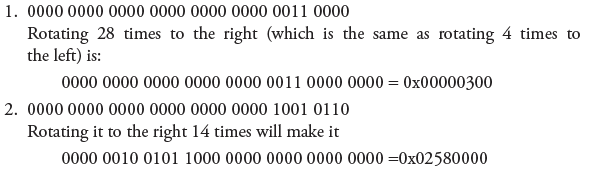 1. 0000 0000 0000 0000 0000 0000 0011 0000
Rotating 28 times to the right (which is the same as rotating 4 times to
the left) is:
0000 0000 0000 0000 0000 0011 0000 0000 = 0x00000300
2. 0000 0000 0000 0000 0000 0000 1001 0110
Rotating it to the right 14 times will make it
0000 0010 0101 1000 0000 0000 0000 0000 =0x02580000